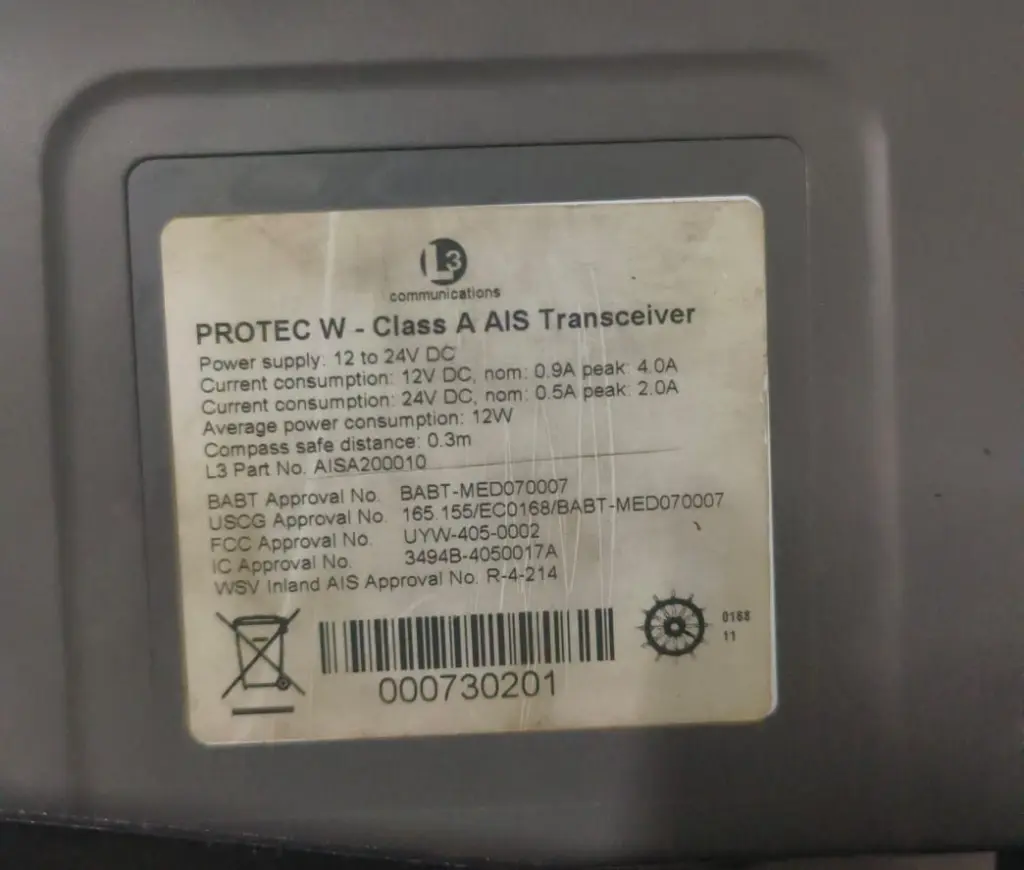 L3
communications
PROTEC W - Class A AIS Transceiver
Power supply: 12 to 24V DC
Current consumption: 12V DC, nom: 0.9A peak: 4.0A
Current consumption: 24V DC, nom: 0.5A peak: 2.0A
Average power consumption: 12W
Compass safe distance: 0.3m
L3 Part No. AISA200010
BABT Approval No. BABT-MED070007
USCG Approval No. 165.155/EC0168/BABT-MED070007
FCC Approval No. UYW-405-0002
IC Approval No. 3494B-4050017A
WSV Inland AIS Approval No. R-4-214
0168
11
000730201